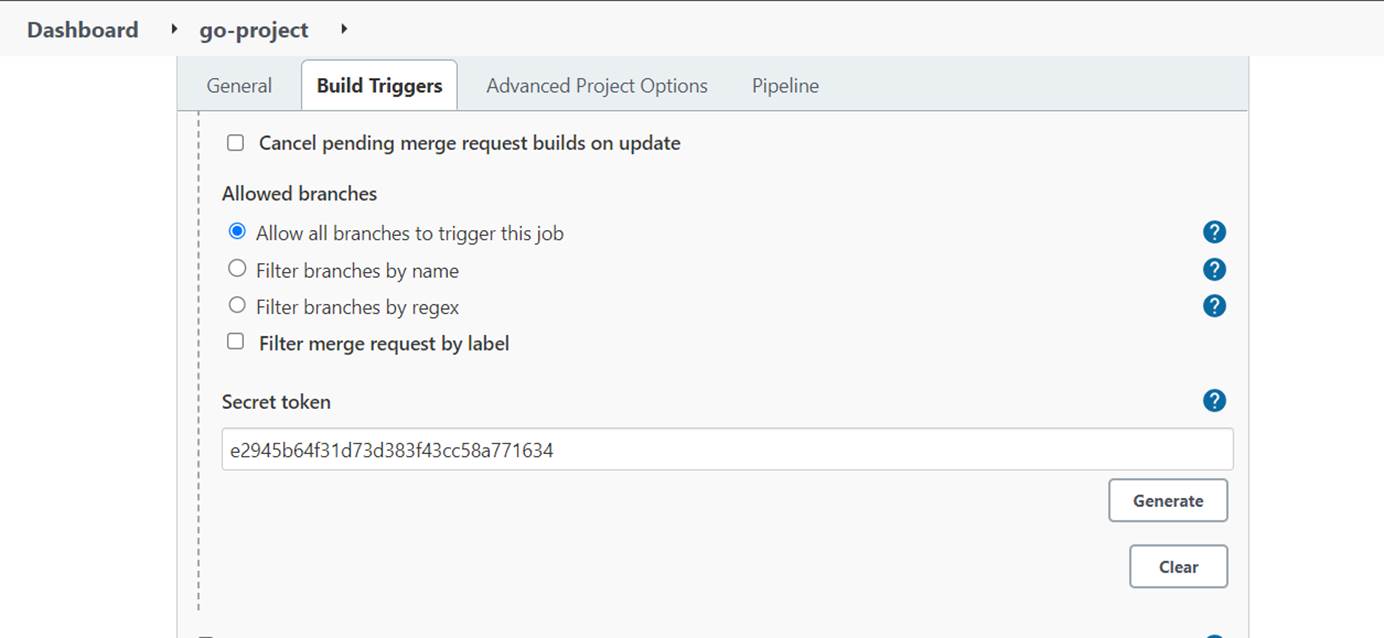 Dashboard go-project
General Build Triggers Advanced Project Options Pipeline
Cancel pending merge request builds on update
Allowed branches
Allow all branches to trigger this job ?
Filter branches by name ?
Filter branches by regex ?
Filter merge request by label
Secret token ?
e2945b64f31d73d383f43cc58a771634
Generate
Clear